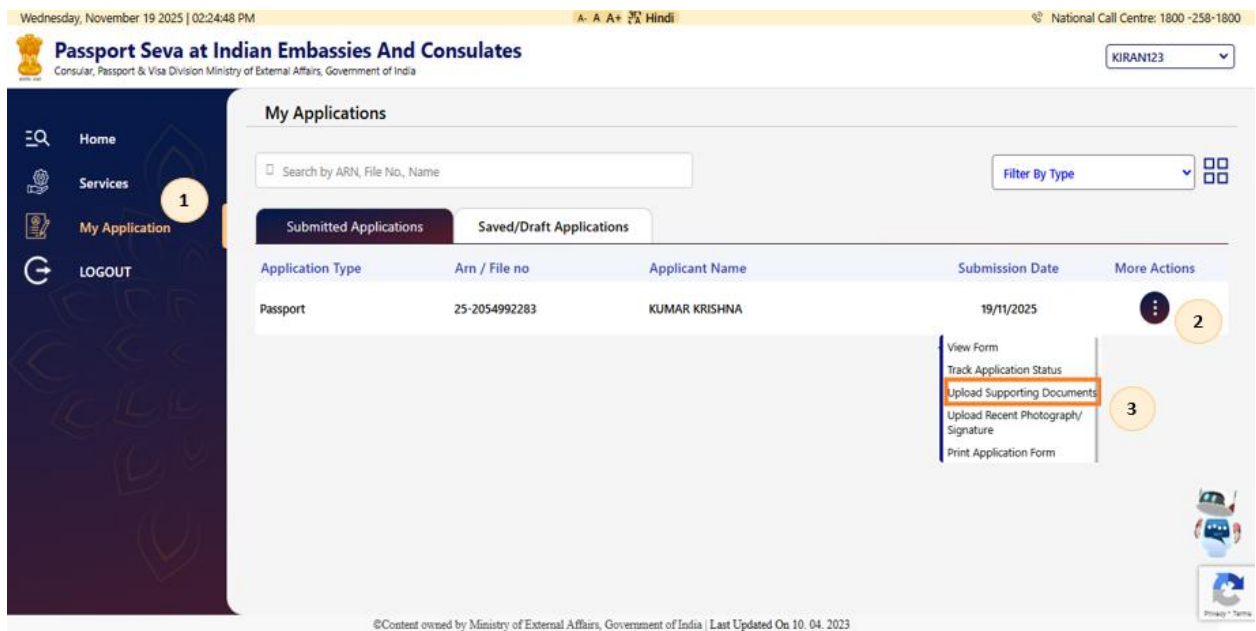 Wednesday, November 19 2025 | 02:24:48 PM
A- A A+ Hindi
National Call Centre: 1800 -258-1800
Passport Seva at Indian Embassies And Consulates
Consular, Passport & Visa Division Ministry of External Affairs, Government of India
KIRAN123
My Applications
Home
Search by ARN, File No., Name
Filter By Type
Services
1
My Application
Submitted Applications
Saved/Draft Applications
LOGOUT
Application Type Arn / File no Applicant Name Submission Date More Actions
Passport 25-2054992283 KUMAR KRISHNA 19/11/2025
2
View Form
Track Application Status
Upload Supporting Documents
3
Upload Recent Photograph/
Signature
Print Application Form
Privacy - Terms
©Content owned by Ministry of External Affairs, Government of India | Last Updated On 10. 04. 2023